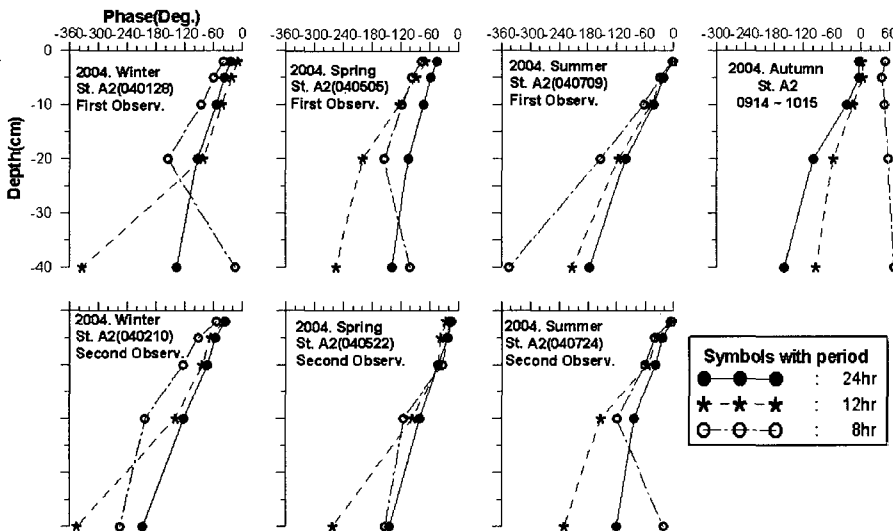 Phase(Deg.)
-360 -300 -240 -180 -120 -60 0
-360 -300 -240 -180 -120 -60 0
-360 -300 -240 -180 -120 -60 0
-360 -300 -240 -180 -120 -60 0 60
0
-10
-20
-30
-40
Depth(cm)
2004. Winter
St. A2(040128)
First Observ.
2004. Spring
St. A2(040505)
First Observ.
2004. Summer
St. A2(040709)
First Observ.
2004. Autumn
St. A2
0914 ~ 1015
2004. Winter
St. A2(040210)
Second Observ.
2004. Spring
St. A2(040522)
Second Observ.
2004. Summer
St. A2(040724)
Second Observ.
Symbols with period
: 24hr
: 12hr
: 8hr